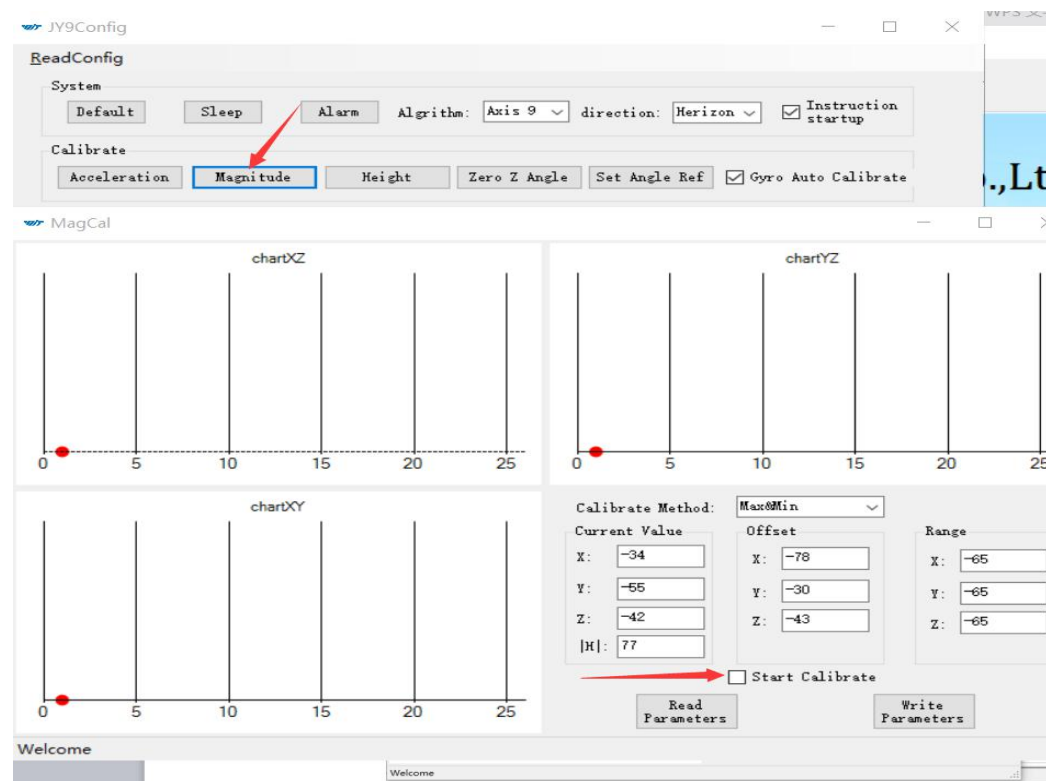 JY9Config
ReadConfig
System
Default Sleep Alarm Algrithm: Axis 9 direction: Herizon Instruction startup
Calibrate
Acceleration Magnitude Height Zero Z Angle Set Angle Ref Gyro Auto Calibrate
.,Lt
MagCal
chartXZ chartYZ
0 5 10 15 20 25 0 5 10 15 20 25
chartXY
Calibrate Method: Max&Min
Current Value Offset Range
X: -34 X: -78 X: -65
Y: -55 Y: -30 Y: -65
Z: -42 Z: -43 Z: -65
|H|: 77
Start Calibrate
0 5 10 15 20 25
Read Parameters Write Parameters
Welcome
Welcome